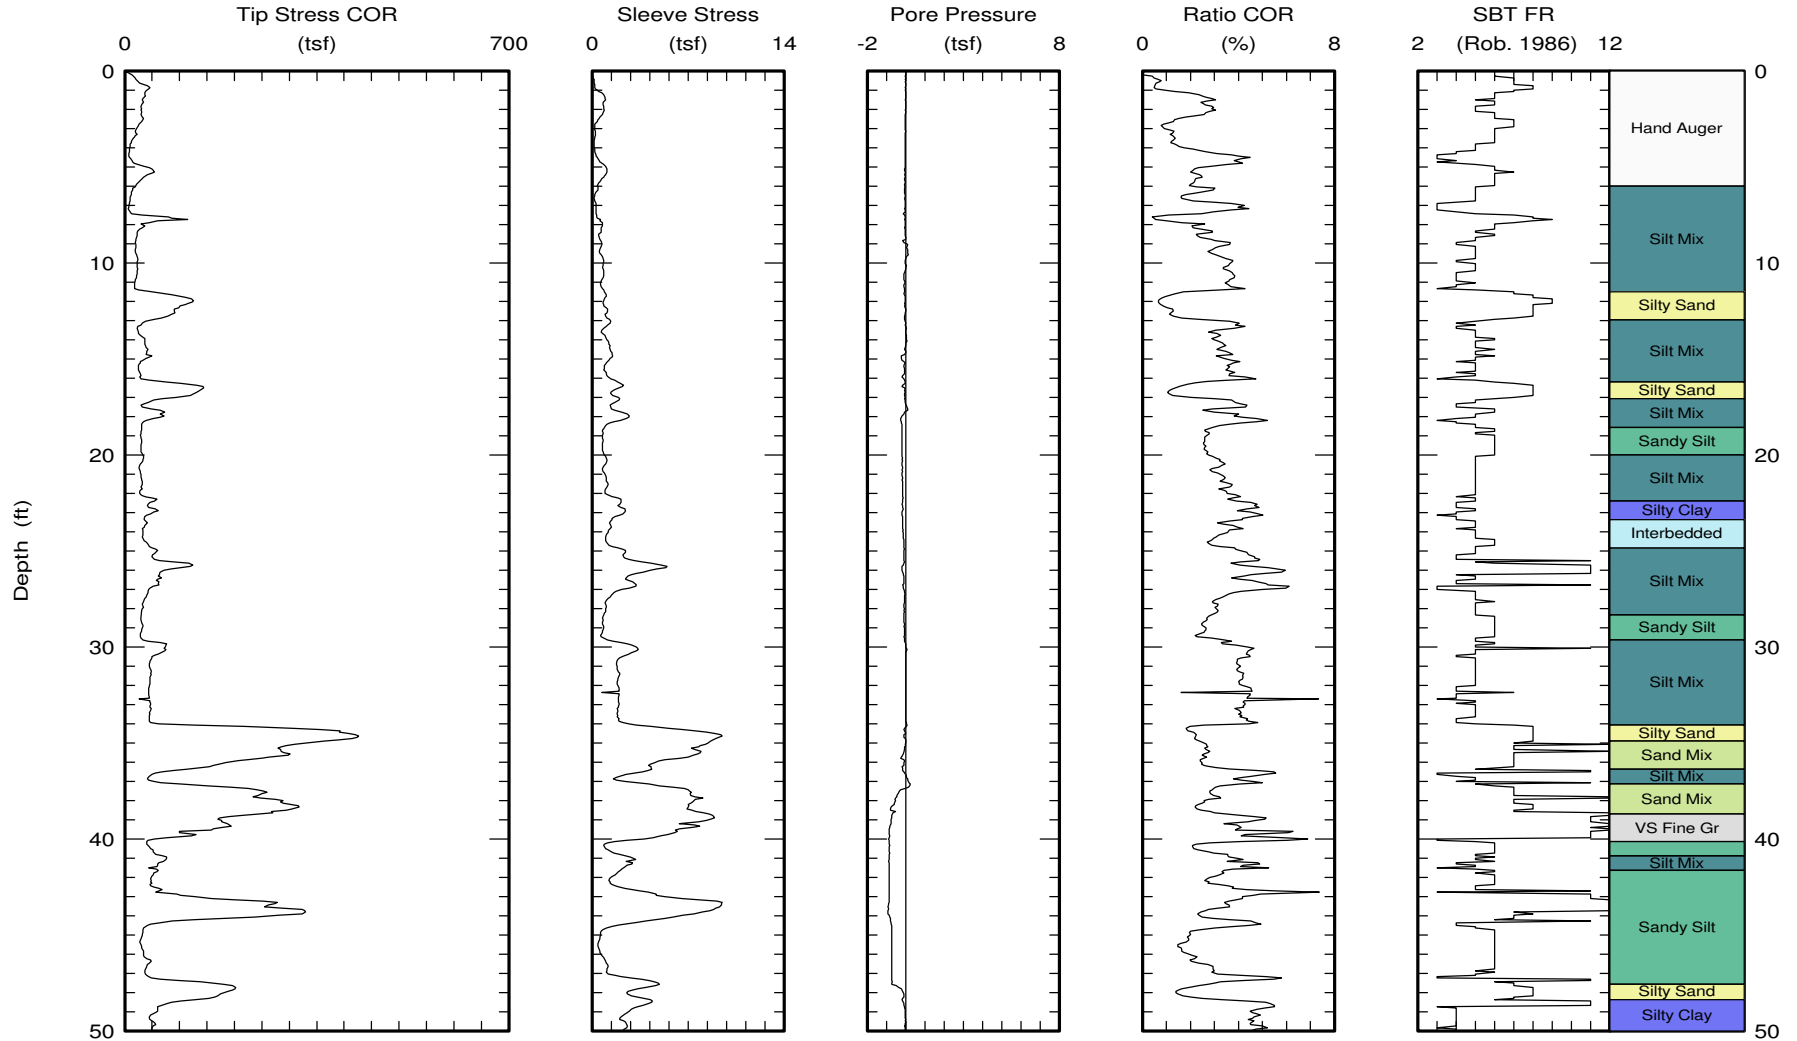 Tip Stress COR Sleeve Stress Pore Pressure Ratio COR SBT FR
0 (tsf) 700 0 (tsf) 14 -2 (tsf) 8 0 (%) 8 2 (Rob. 1986) 12
0 0
Hand Auger
Silt Mix
10 10
Silty Sand
Silt Mix
Silty Sand
Silt Mix
Sandy Silt
20 20
Silt Mix
Silty Clay
Interbedded
Depth (ft)
Silt Mix
Sandy Silt
30 30
Silt Mix
Silty Sand
Sand Mix
Silt Mix
Sand Mix
VS Fine Gr
40 40
Silt Mix
Sandy Silt
Silty Sand
Silty Clay
50 50